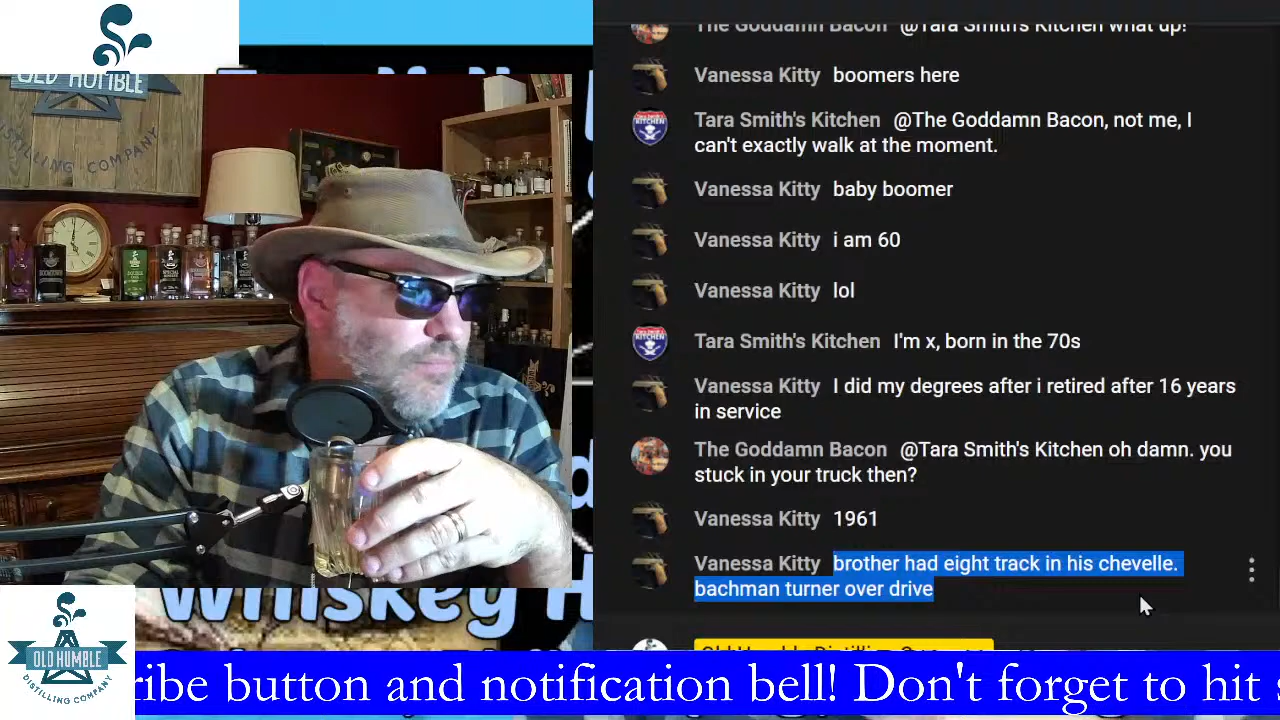 OLD HUMBLE
DISTILLING COMPANY
The Goddamn Bacon @Tara Smith's Kitchen what up!
Vanessa Kitty boomers here
Tara Smith's Kitchen @The Goddamn Bacon, not me, I
can't exactly walk at the moment.
Vanessa Kitty baby boomer
Vanessa Kitty i am 60
Vanessa Kitty lol
Tara Smith's Kitchen I'm x, born in the 70s
Vanessa Kitty I did my degrees after i retired after 16 years
in service
The Goddamn Bacon @Tara Smith's Kitchen oh damn. you
stuck in your truck then?
Vanessa Kitty 1961
Vanessa Kitty brother had eight track in his chevelle.
bachman turner over drive
Whiskey H
OLD HUMBLE
DISTILLING COMPANY
ribe button and notification bell! Don't forget to hit s